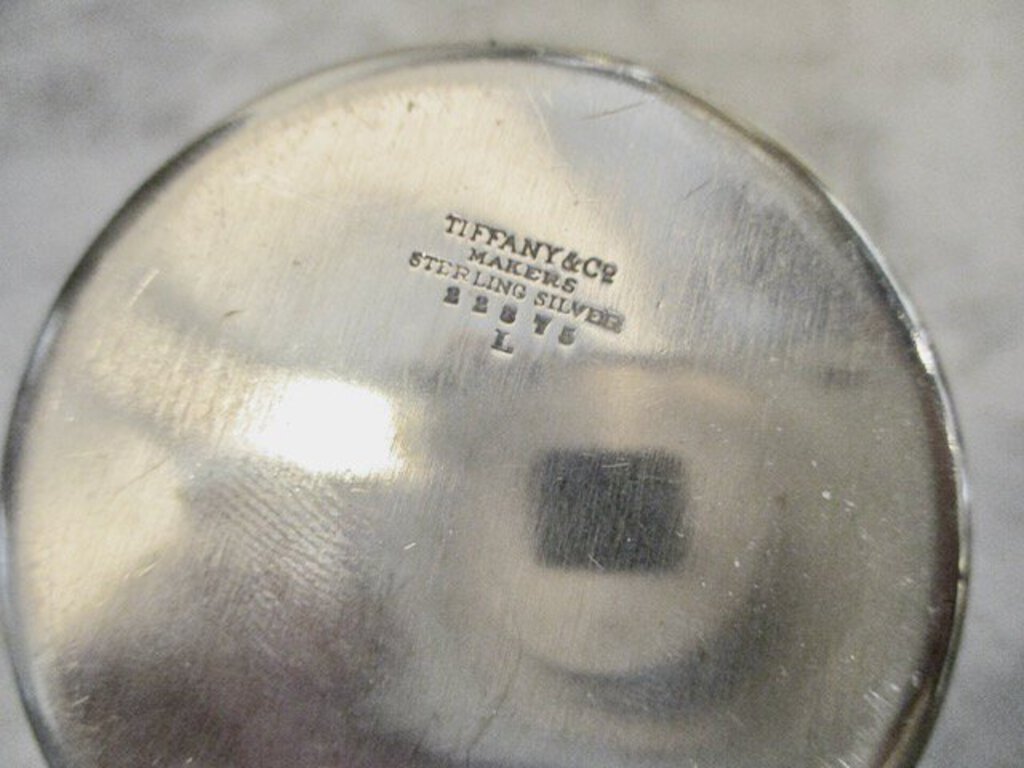 TIFFANY & Cº
MAKERS
STERLING SILVER
22875
L